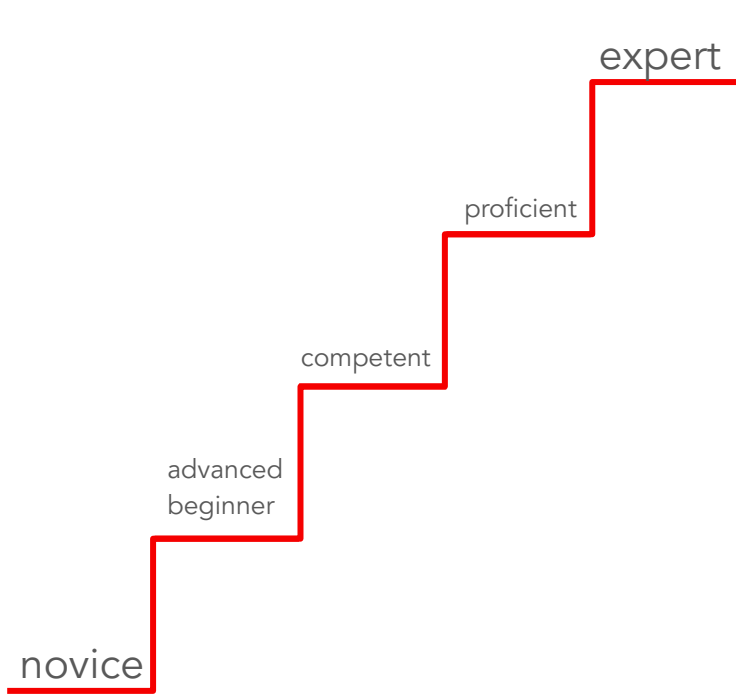 expert
proficient
competent
advanced
beginner
novice